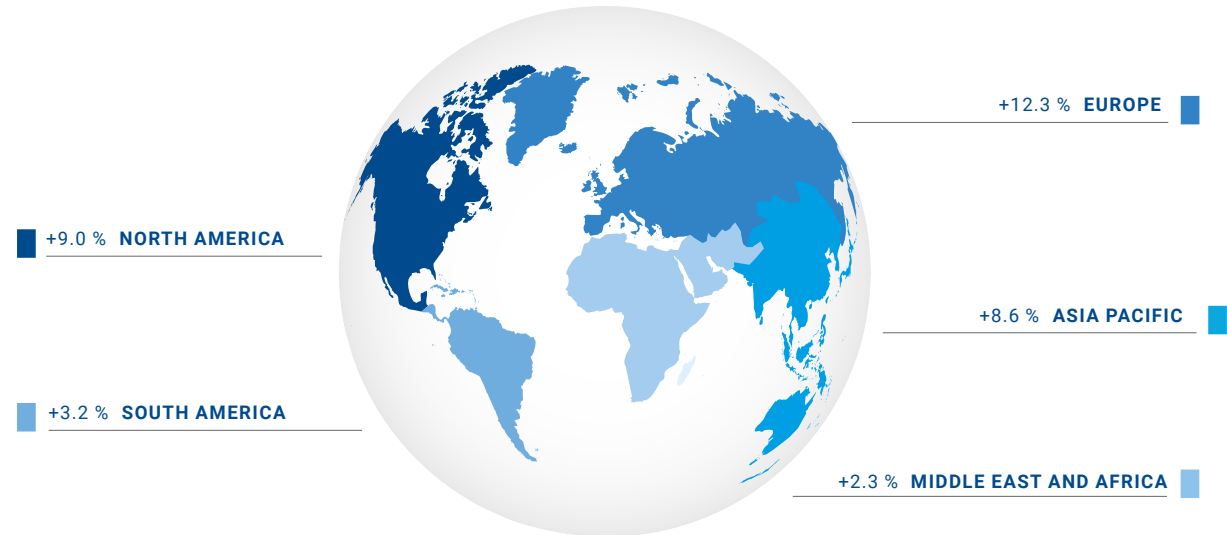 +12.3 % EUROPE
+9.0 % NORTH AMERICA
+8.6 % ASIA PACIFIC
+3.2 % SOUTH AMERICA
+2.3 % MIDDLE EAST AND AFRICA